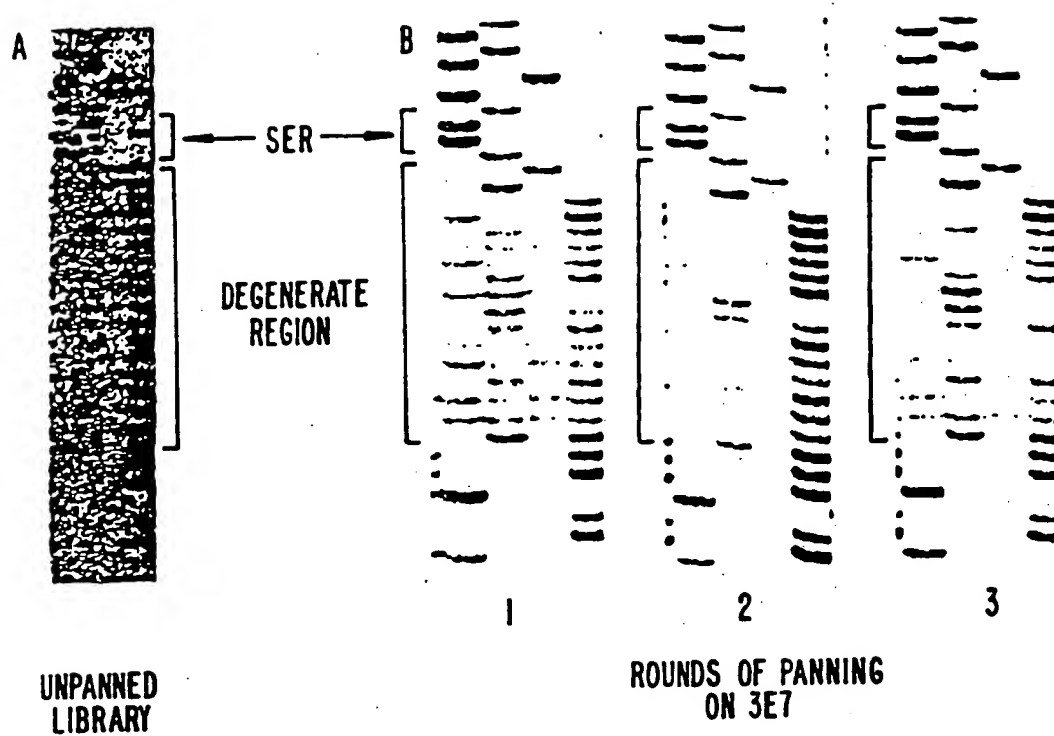 A
B
SER
DEGENERATE
REGION
1
2
3
UNPANNED
LIBRARY
ROUNDS OF PANNING
ON 3E7